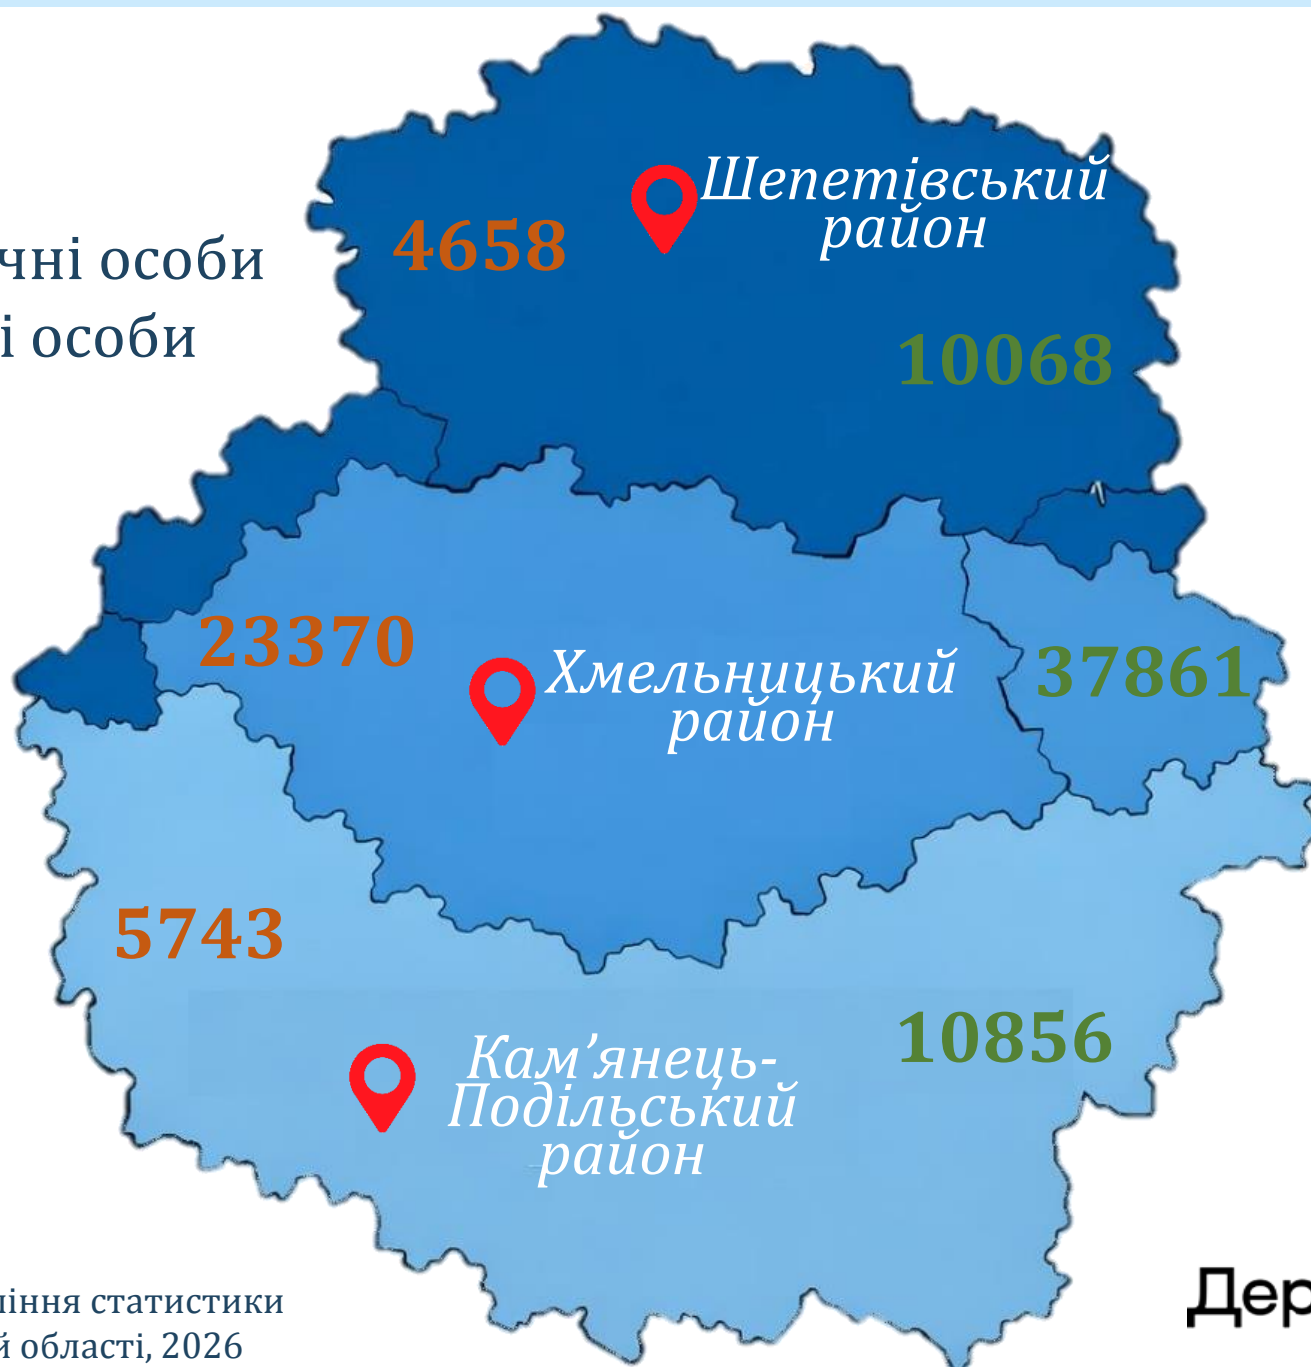 Шепетівський
район
4658
чні особи
і особи
10068
23370
Хмельницький
район
37861
5743
10856
Кам’янець-
Подільський
район
іння статистики
й області, 2026
Дер